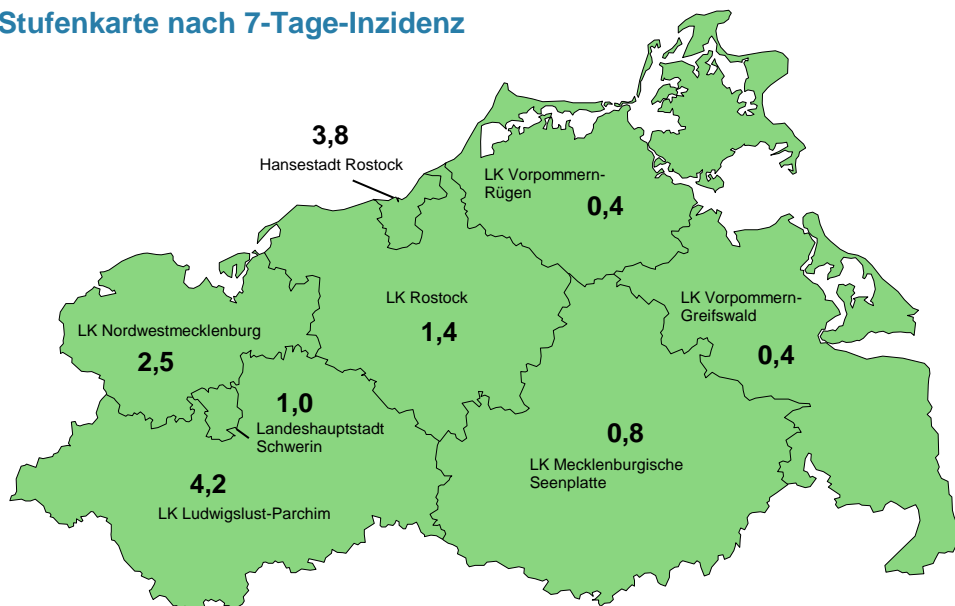 Stufenkarte nach 7-Tage-Inzidenz
3,8
Hansestadt Rostock
LK Vorpommern-
Rügen
0,4
LK Rostock
1,4
LK Vorpommern-
Greifswald
0,4
LK Nordwestmecklenburg
2,5
1,0
Landeshauptstadt
Schwerin
0,8
LK Mecklenburgische
Seenplatte
4,2
LK Ludwigslust-Parchim